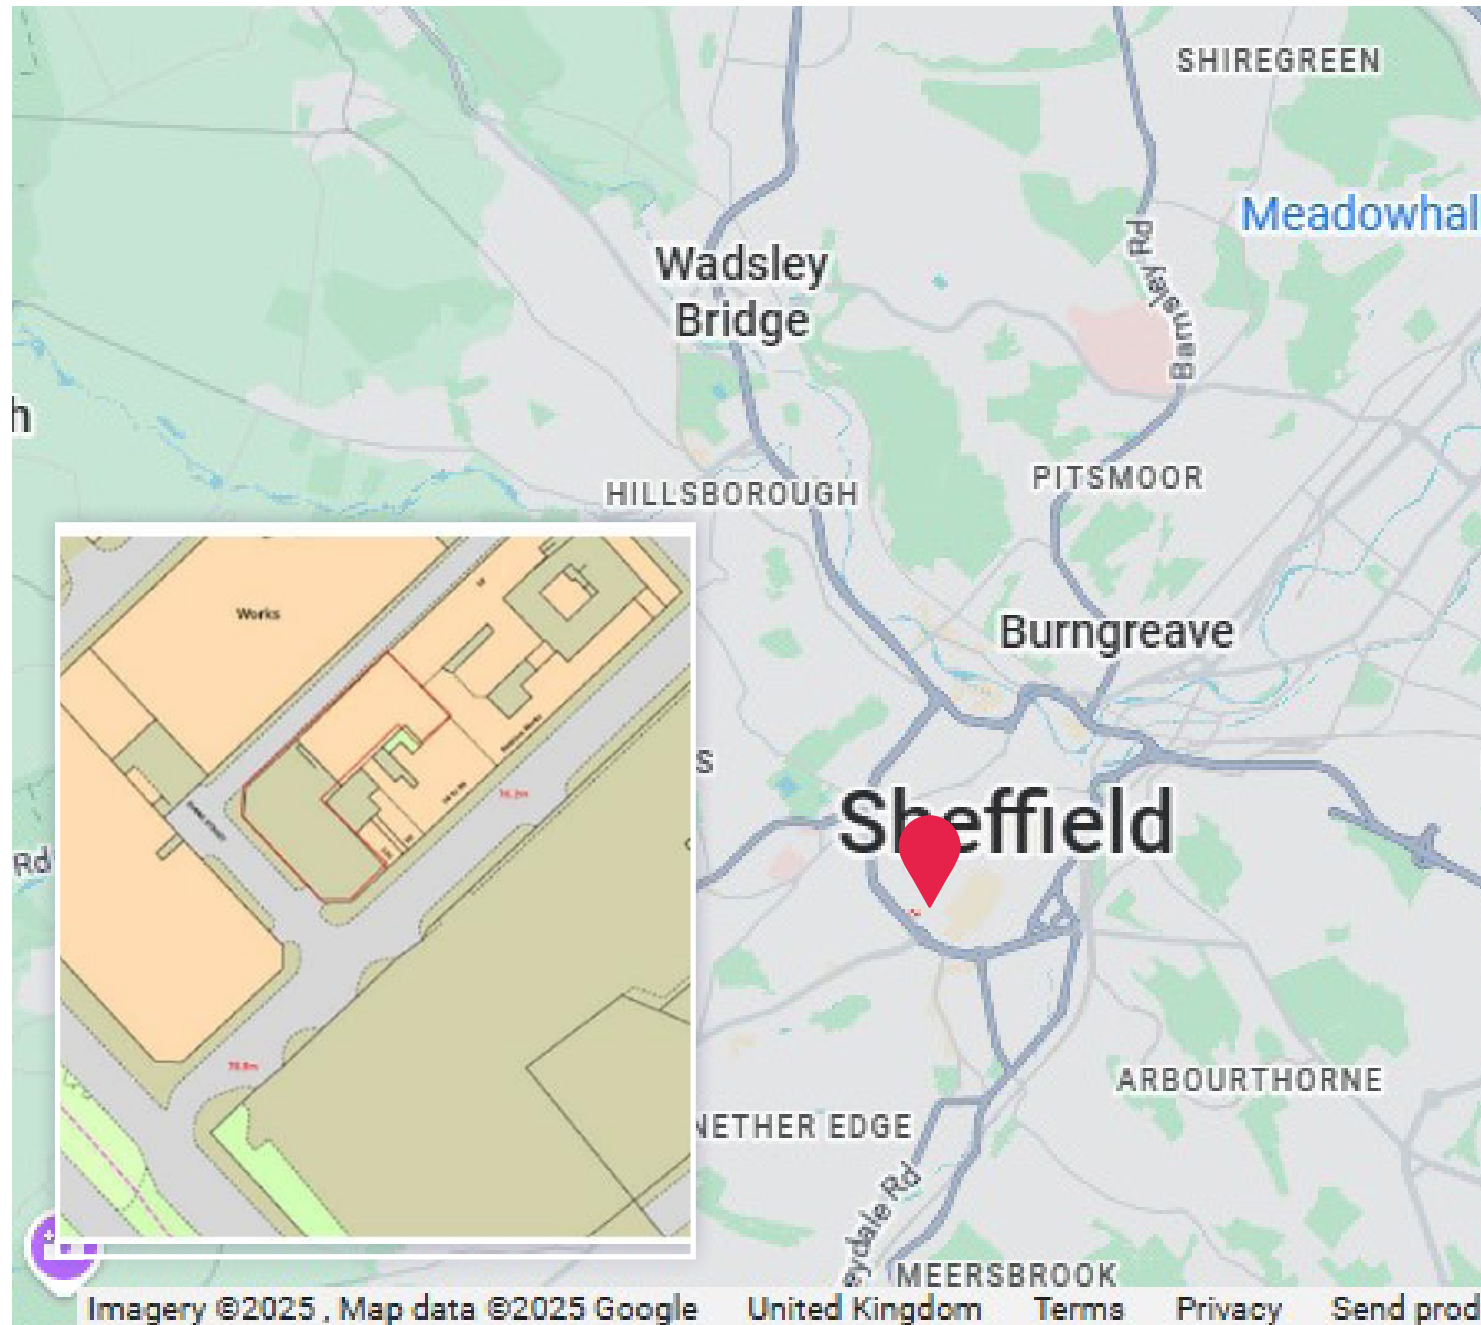 SHIREGREEN
Meadowhal
Barnsley Rd
Wadsley
Bridge
h
PITSMOOR
HILLSBOROUGH
Works
Burngreave
s
Sheffield
Rd
ARBOURTHORNE
NETHER EDGE
eydale Rd
MEERSBROOK
Imagery ©2025 , Map data ©2025 Google United Kingdom Terms Privacy Send prod